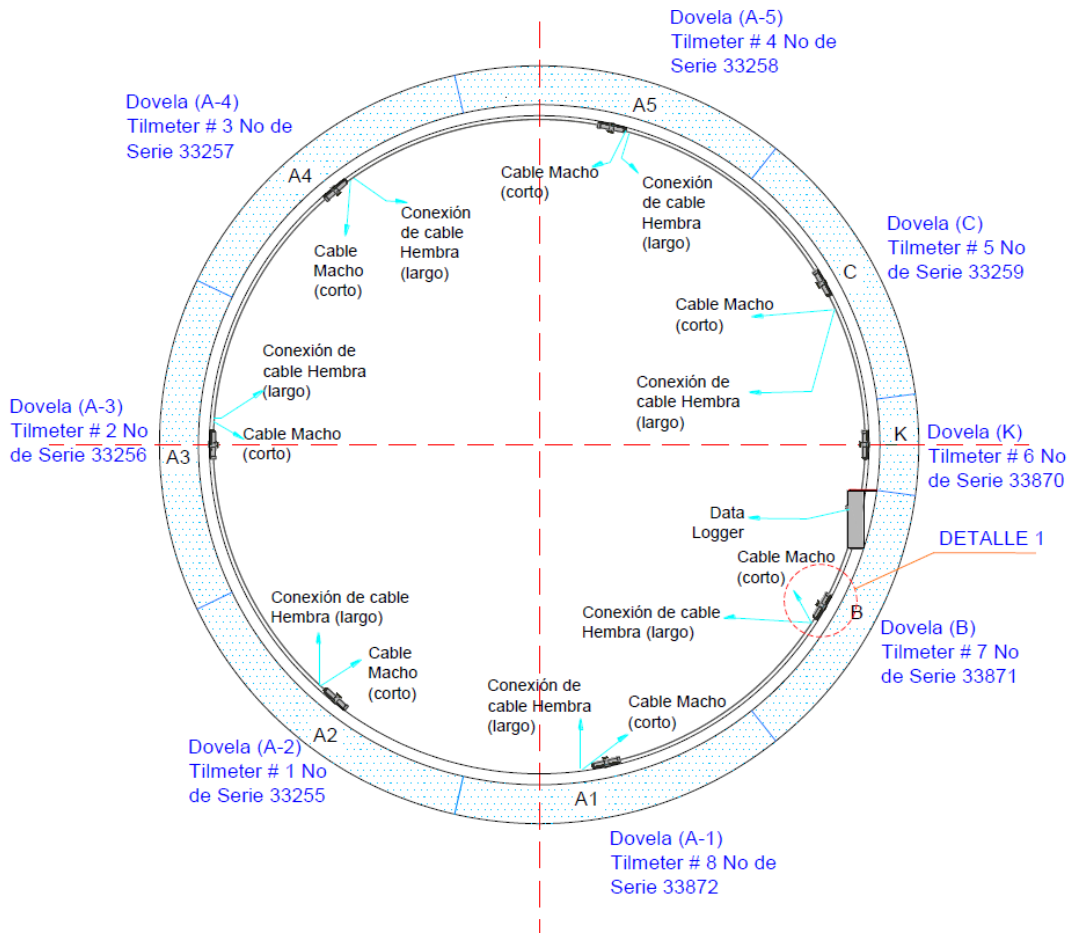 Dovela (A-5)
Tilmeter # 4 No de
Serie 33258
Dovela (A-4)
Tilmeter # 3 No de
Serie 33257
A5
A4
Cable Macho
(corto)
Conexión
de cable
Hembra
(largo)
Conexión
de cable
Hembra
(largo)
Cable
Macho
(corto)
Dovela (C)
Tilmeter # 5 No
de Serie 33259
C
Cable Macho
(corto)
Conexión de
cable Hembra
(largo)
Conexión de
cable Hembra
(largo)
Cable Macho
(corto)
Dovela (A-3)
Tilmeter # 2 No
de Serie 33256
A3
K
Dovela (K)
Tilmeter # 6 No
de Serie 33870
Data
Logger
DETALLE 1
Cable Macho
(corto)
Conexión de cable
Hembra (largo)
B
Dovela (B)
Tilmeter # 7 No
de Serie 33871
Conexión de cable
Hembra (largo)
Cable
Macho
(corto)
Conexión de
cable Hembra
(largo)
Cable Macho
(corto)
A2
Dovela (A-2)
Tilmeter # 1 No
de Serie 33255
A1
Dovela (A-1)
Tilmeter # 8 No de
Serie 33872